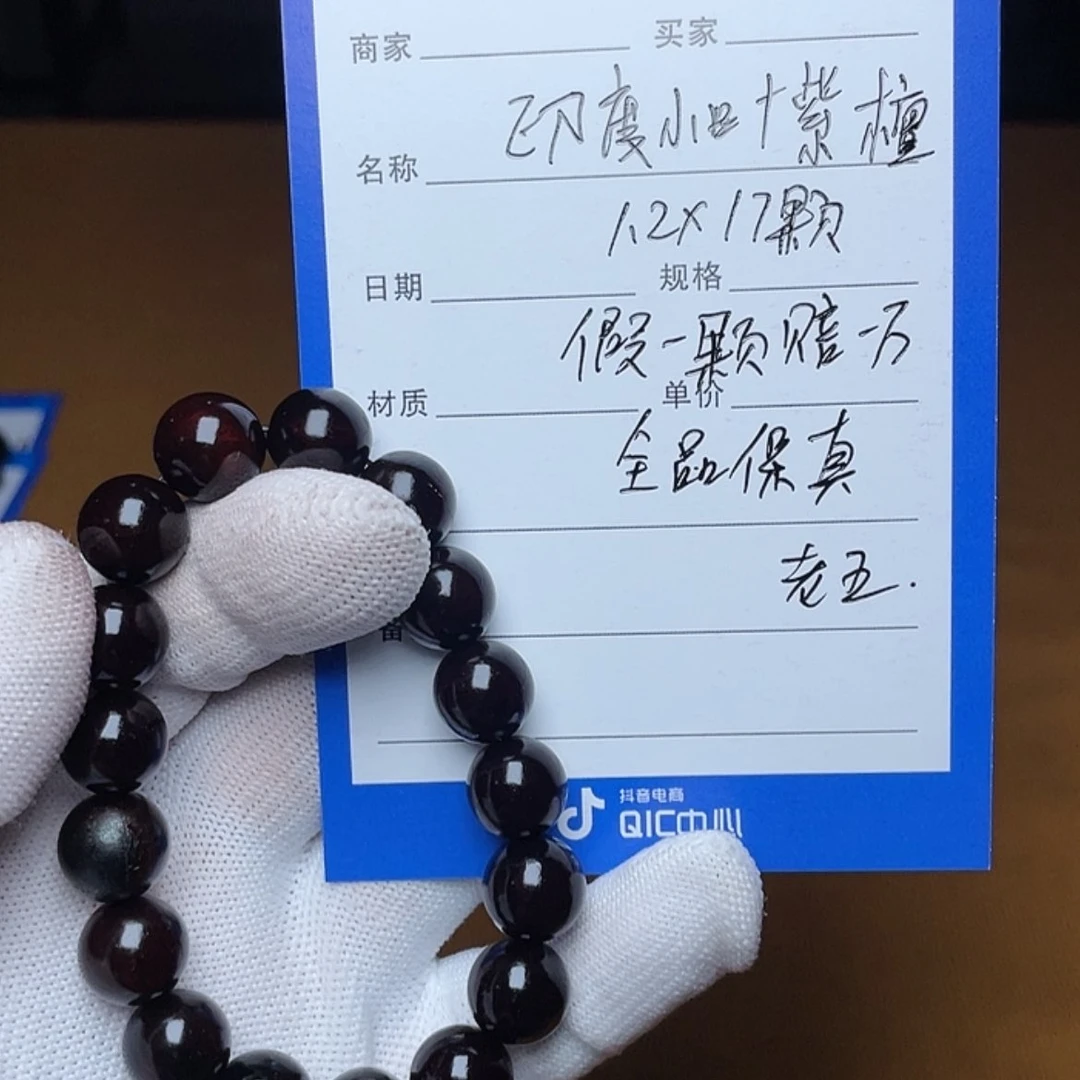 商家 买家
印度小叶紫檀
名称
1.2X17颗
日期 规格
假一颗赔一万
材质 单价
全品保真
老五.
留
抖音电商
QIC中心